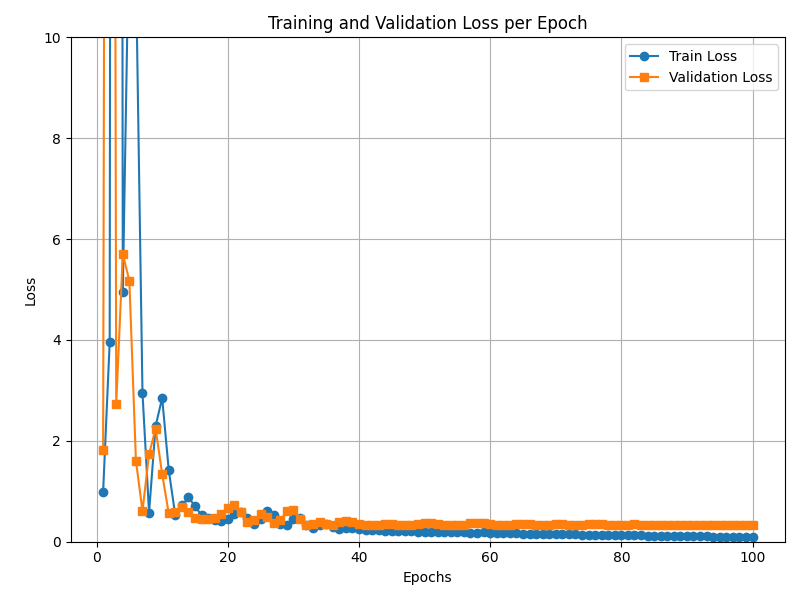 Training and Validation Loss per Epoch
Train Loss
Validation Loss
Loss
10
8
6
4
2
0
0 20 40 60 80 100
Epochs